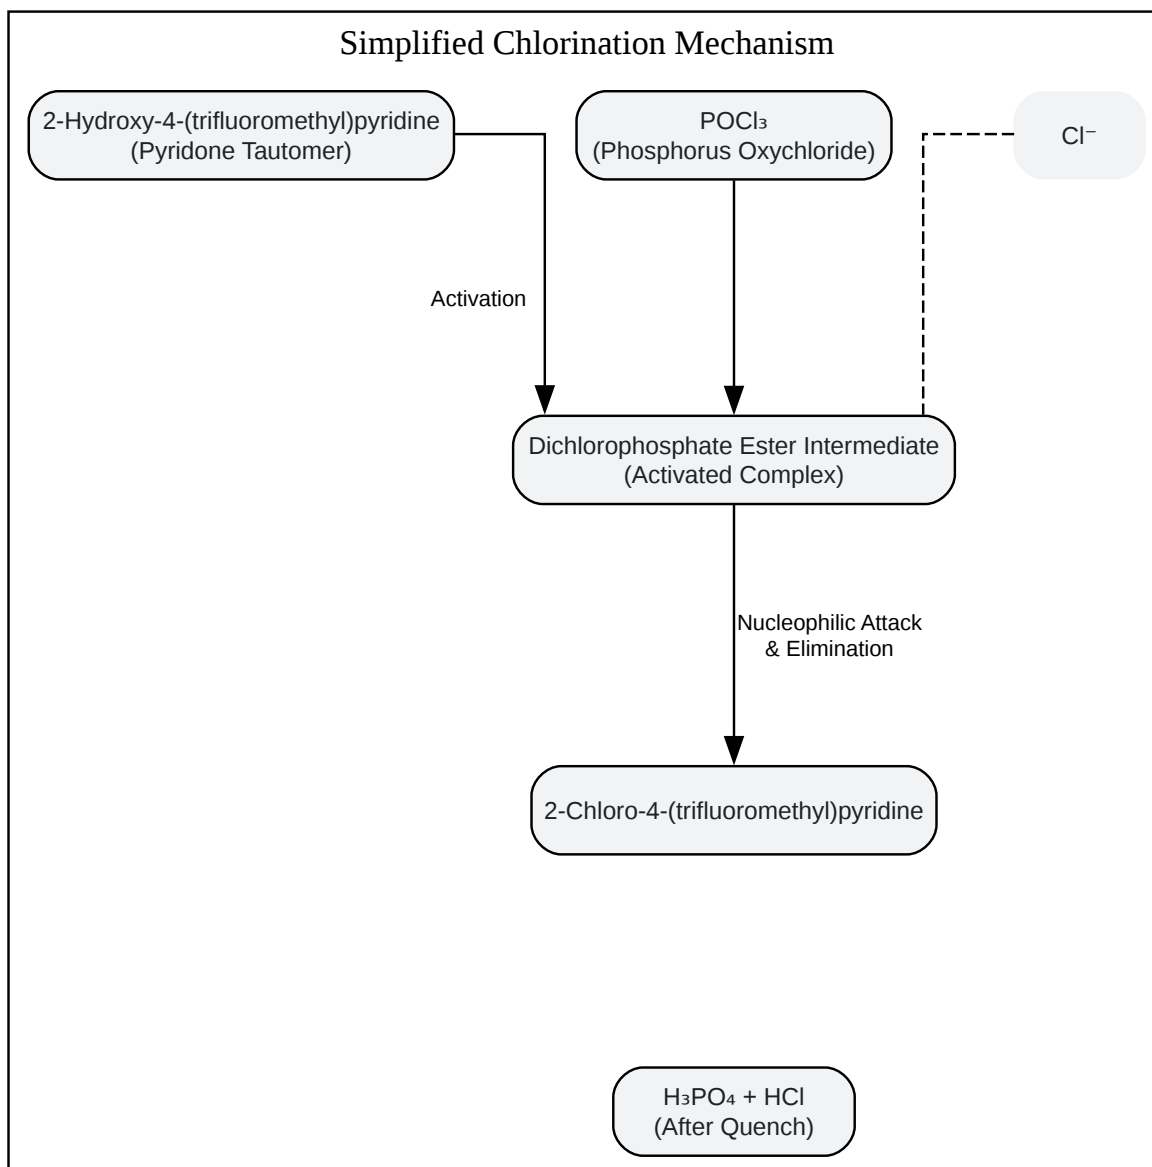 Simplified Chlorination Mechanism
2-Hydroxy-4-(trifluoromethyl)pyridine
(Pyridone Tautomer)
POCl₃
(Phosphorus Oxychloride)
Cl⁻
Activation
Dichlorophosphate Ester Intermediate
(Activated Complex)
Nucleophilic Attack
& Elimination
2-Chloro-4-(trifluoromethyl)pyridine
H₃PO₄ + HCl
(After Quench)